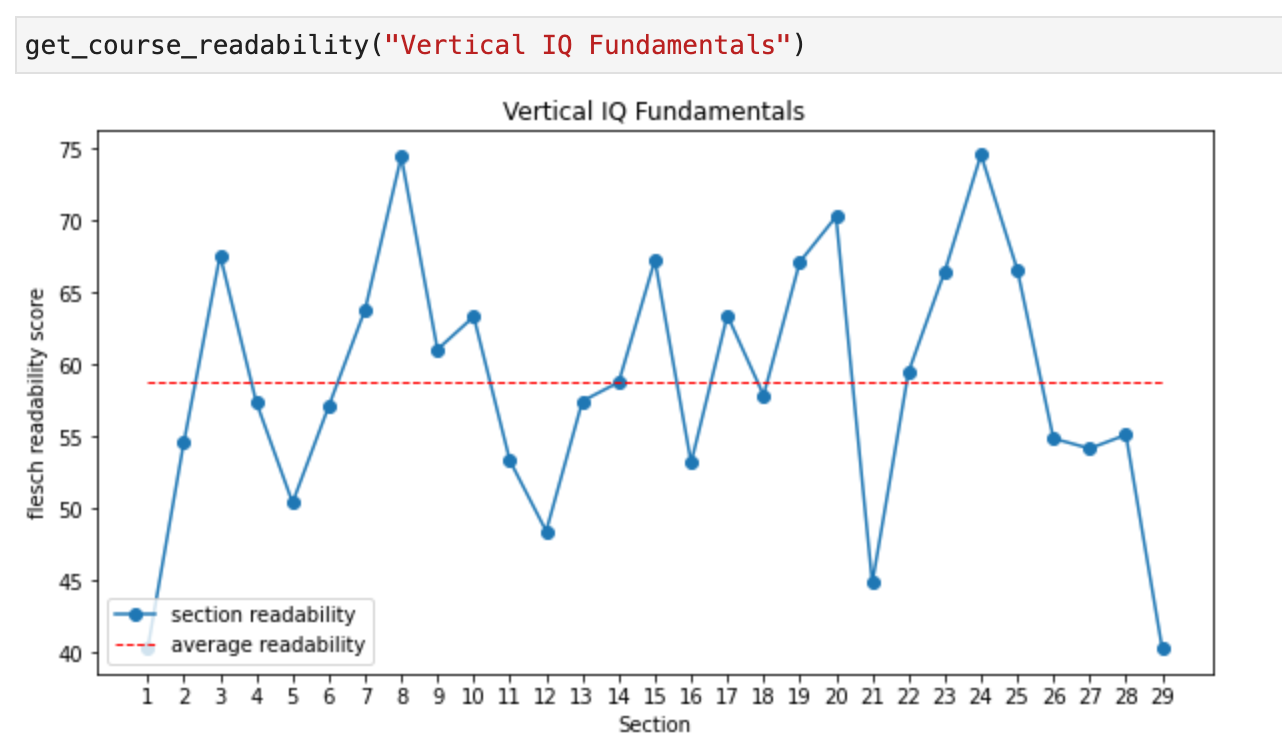 get_course_readability("Vertical IQ Fundamentals")
Vertical IQ Fundamentals
75
70
65
60
55
50
45
40
flesch readability score
section readability
average readability
1 2 3 4 5 6 7 8 9 10 11 12 13 14 15 16 17 18 19 20 21 22 23 24 25 26 27 28 29
Section